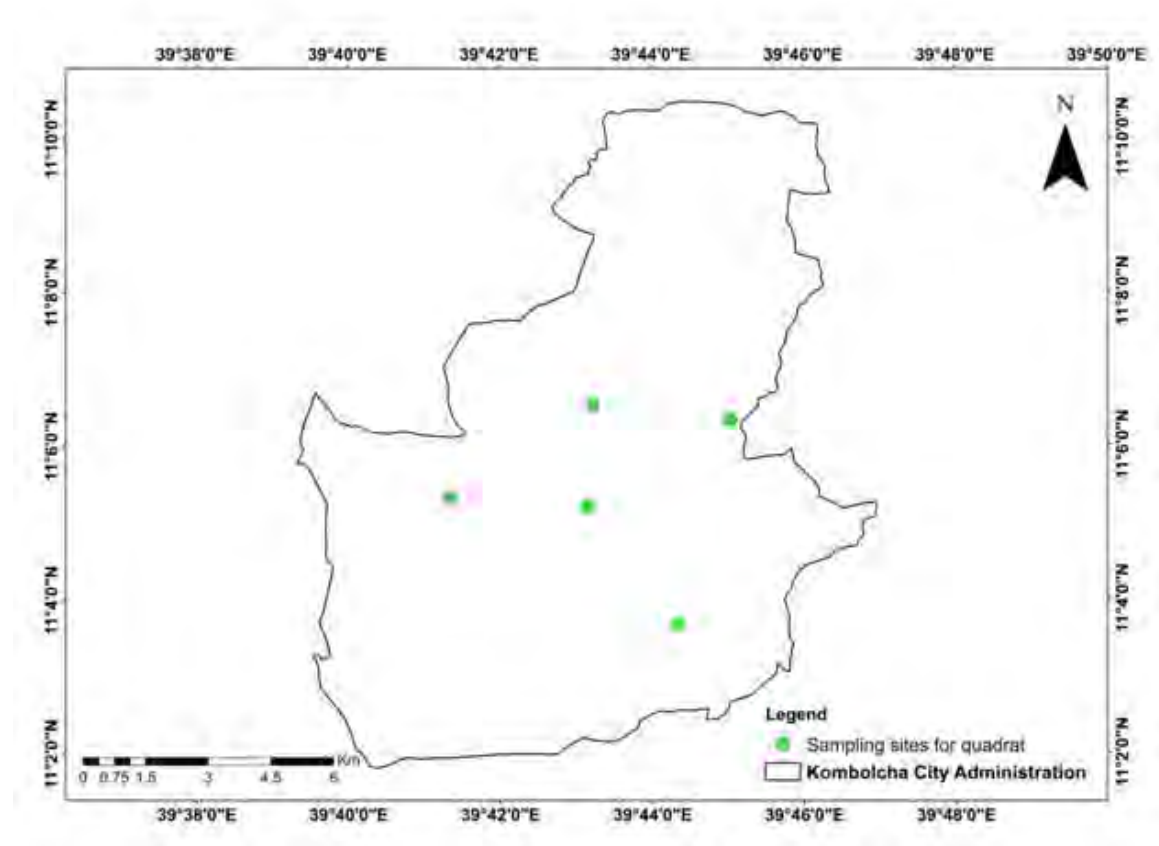 39°38'0"E 39°40'0"E 39°42'0"E 39°44'0"E 39°46'0"E 39°48'0"E 39°50'0"E
N
11°10'0"N 11°10'0"N
11°8'0"N 11°8'0"N
11°6'0"N 11°6'0"N
11°4'0"N 11°4'0"N
11°2'0"N 11°2'0"N
Legend
Sampling sites for quadrat
Kombolcha City Administration
Km
0 0.75 1.5 3 4.5 6
39°38'0"E 39°40'0"E 39°42'0"E 39°44'0"E 39°46'0"E 39°48'0"E